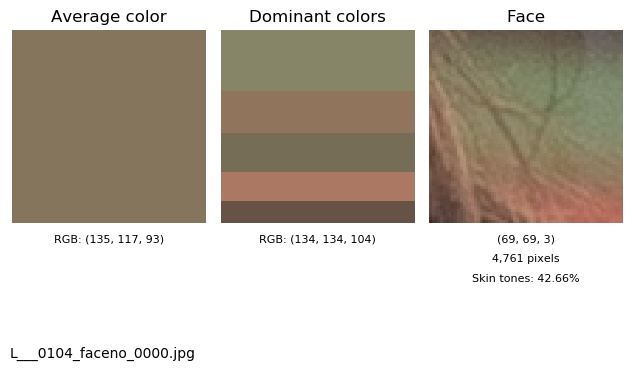 Average color
Dominant colors
Face
RGB: (135, 117, 93)
RGB: (134, 134, 104)
(69, 69, 3)
4,761 pixels
Skin tones: 42.66%
L___0104_faceno_0000.jpg